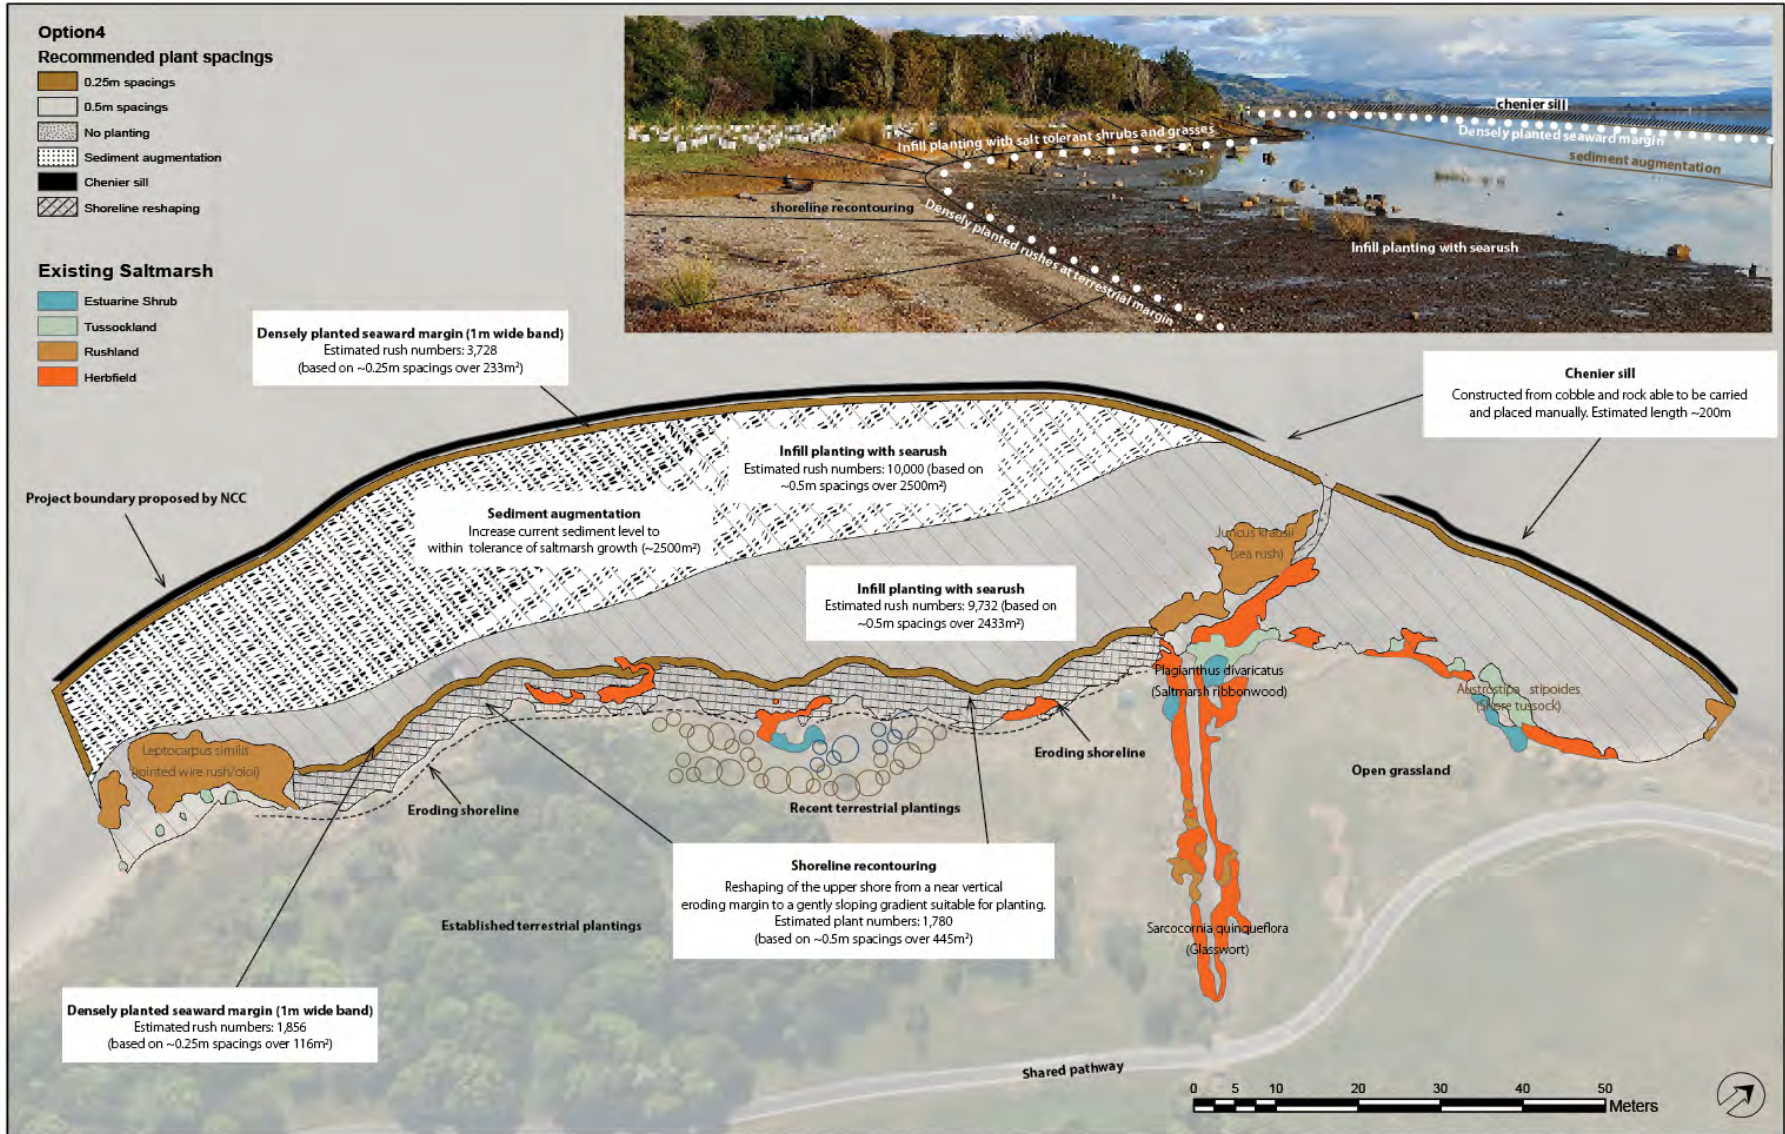 Option4
Recommended plant spacings
0.25m spacings
0.5m spacings
No planting
Sediment augmentation
Chenier sill
Shoreline reshaping
Existing Saltmarsh
Estuarine Shrub
Tussockland
Rushland
Herbfield
chenier sill
Densely planted seaward margin
sediment augmentation
Infill planting with salt tolerant shrubs and grasses
shoreline recontouring
Densely planted rushes at terrestrial margin
Infill planting with searush
Densely planted seaward margin (1m wide band)
Estimated rush numbers: 3,728
(based on ~0.25m spacings over 233m²)
Chenier sill
Constructed from cobble and rock able to be carried
and placed manually. Estimated length ~200m
Infill planting with searush
Estimated rush numbers: 10,000 (based on
~0.5m spacings over 2500m²)
Project boundary proposed by NCC
Sediment augmentation
Increase current sediment level to
within tolerance of saltmarsh growth (~2500m²)
Juncus krausii
(sea rush)
Infill planting with searush
Estimated rush numbers: 9,732 (based on
~0.5m spacings over 2433m²)
Plagianthus divaricatus
(Saltmarsh ribbonwood)
Austrostipa stipoides
(Shore tussock)
Leptocarpus similis
(jointed wire rush/oioi)
Eroding shoreline
Open grassland
Eroding shoreline
Recent terrestrial plantings
Shoreline recontouring
Reshaping of the upper shore from a near vertical
eroding margin to a gently sloping gradient suitable for planting.
Estimated plant numbers: 1,780
(based on ~0.5m spacings over 445m²)
Established terrestrial plantings
Sarcocornia quinqueflora
(Glasswort)
Densely planted seaward margin (1m wide band)
Estimated rush numbers: 1,856
(based on ~0.25m spacings over 116m²)
Shared pathway
0 5 10 20 30 40 50
Meters